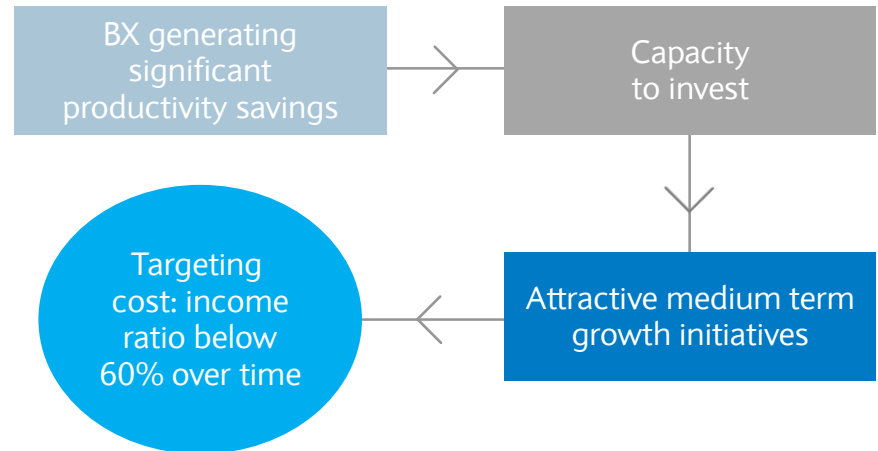 BX generating
significant
productivity savings
Capacity
to invest
Attractive medium term
growth initiatives
Targeting
cost: income
ratio below
60% over time